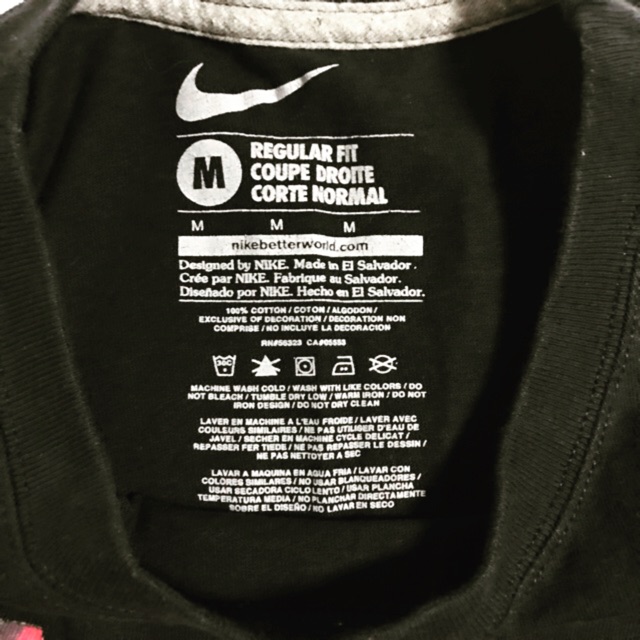 M
REGULAR FIT
COUPE DROITE
CORTE NORMAL
M M M
nikebetterworld.com
Designed by NIKE. Made in El Salvador.
Crée par NIKE. Fabrique au Salvador.
Diseñado por NIKE. Hecho en El Salvador.
100% COTTON / COTON / ALGODON /
EXCLUSIVE OF DECORATION / DECORATION NON
COMPRISE / NO INCLUYE LA DECORACION
RN#56323 CA#05553
MACHINE WASH COLD / WASH WITH LIKE COLORS / DO
NOT BLEACH / TUMBLE DRY LOW / WARM IRON / DO NOT
IRON DESIGN / DO NOT DRY CLEAN
LAVER EN MACHINE A L'EAU FROIDE / LAVER AVEC
COULEURS SIMILAIRES / NE PAS UTILISER D'EAU DE
JAVEL / SECHER EN MACHINE CYCLE DELICAT /
REPASSER FER TIEDE / NE PAS REPASSER LE DESSIN /
NE PAS NETTOYER A SEC
LAVAR A MAQUINA EN AGUA FRIA / LAVAR CON
COLORES SIMILARES / NO USAR BLANQUEADORES /
USAR SECADORA CICLO LENTO / USAR PLANCHA
TEMPERATURA MEDIA / NO PLANCHAR DIRECTAMENTE
SOBRE EL DISEÑO / NO LAVAR EN SECO